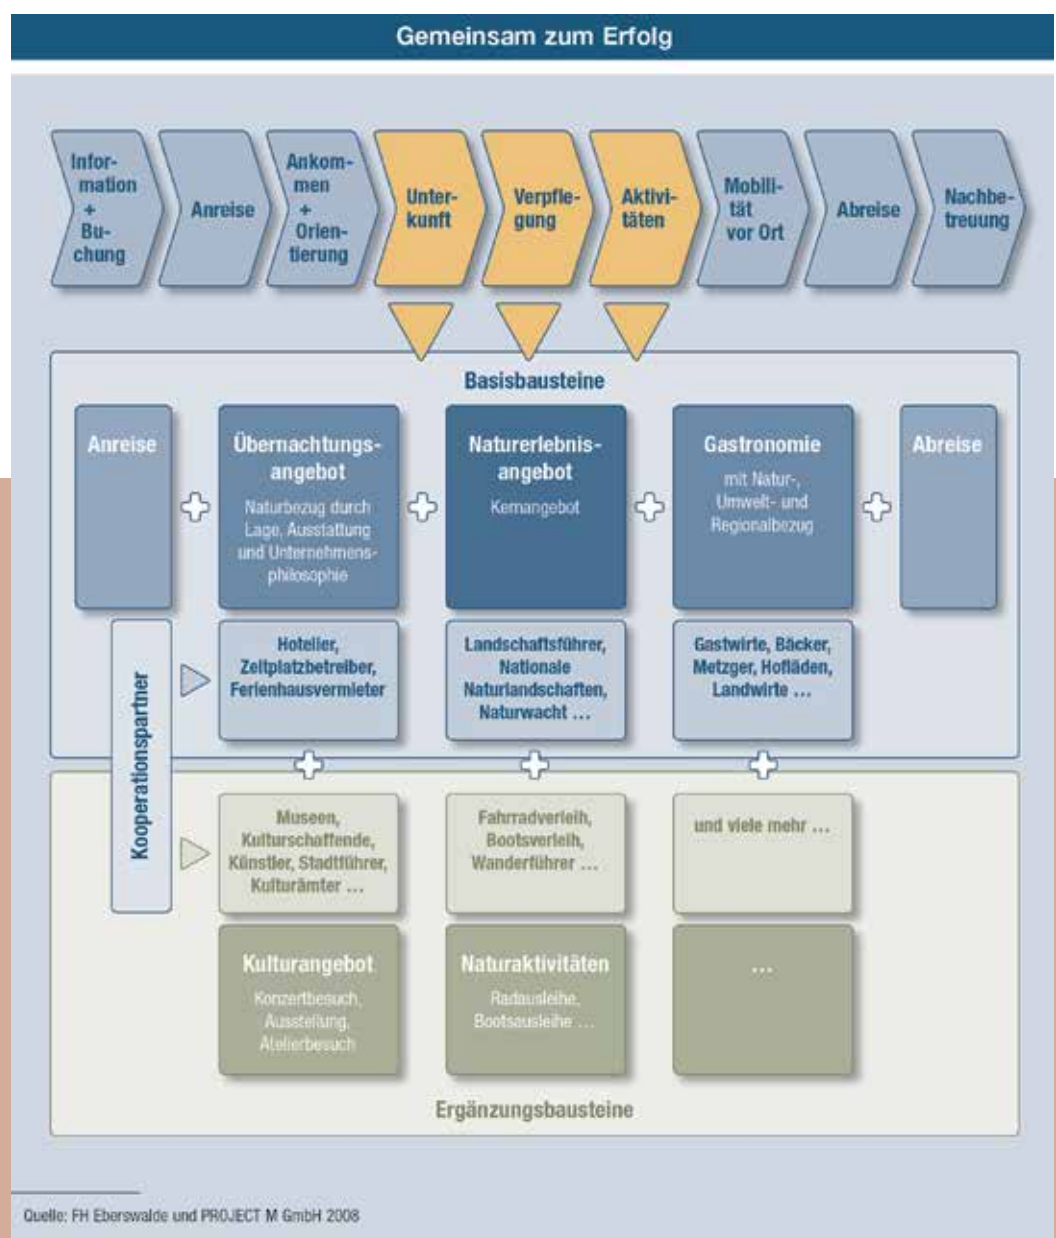 Gemeinsam zum Erfolg
Infor-
mation
+
Bu-
chung
Anreise
Ankom-
men
+
Orien-
tierung
Unter-
kunft
Verpfle-
gung
Aktivi-
täten
Mobili-
tät
vor Ort
Abreise
Nachbe-
treuung
Basisbausteine
Anreise
Übernachtungs-
angebot
Naturbezug durch
Lage, Ausstattung
und Unternehmens-
philosophie
Naturerlebnis-
angebot
Kernangebot
Gastronomie
mit Natur-,
Umwelt- und
Regionalbezug
Abreise
Kooperationspartner
Hotelier,
Zeltplatzbetreiber,
Ferienhausvermieter
Landschaftsführer,
Nationale
Naturlandschaften,
Naturwacht ...
Gastwirte, Bäcker,
Metzger, Hofläden,
Landwirte ...
Museen,
Kulturschaffende,
Künstler, Stadtführer,
Kulturämter ...
Fahrradverleih,
Bootsverleih,
Wanderführer ...
und viele mehr ...
Kulturangebot
Konzertbesuch,
Ausstellung,
Atelierbesuch
Naturaktivitäten
Radausleihe,
Bootsausleihe ...
...
Ergänzungsbausteine
Quelle: FH Eberswalde und PROJECT M GmbH 2008